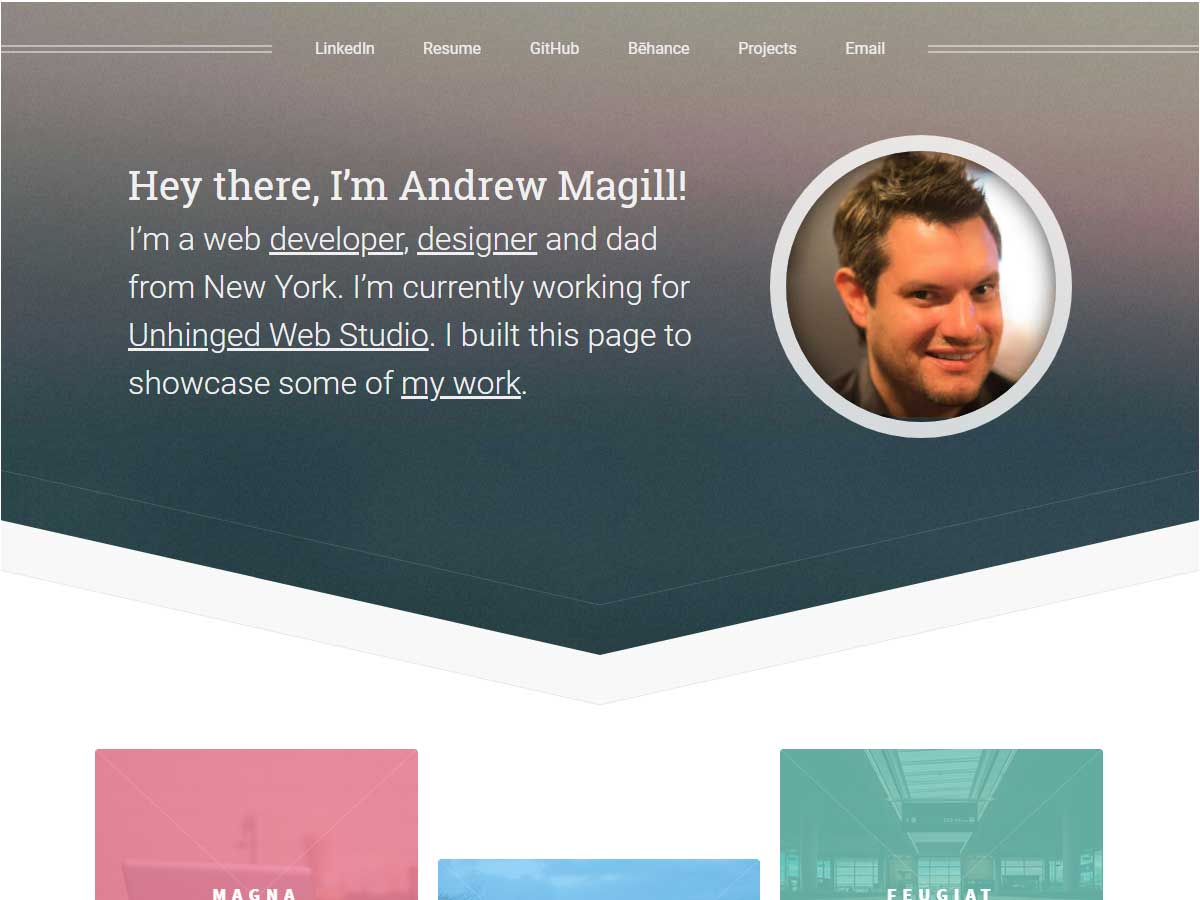 LinkedIn Resume GitHub Bēhance Projects Email
Hey there, I’m Andrew Magill!
I’m a web developer, designer and dad
from New York. I’m currently working for
Unhinged Web Studio. I built this page to
showcase some of my work.
MAGNA
FEUGIAT